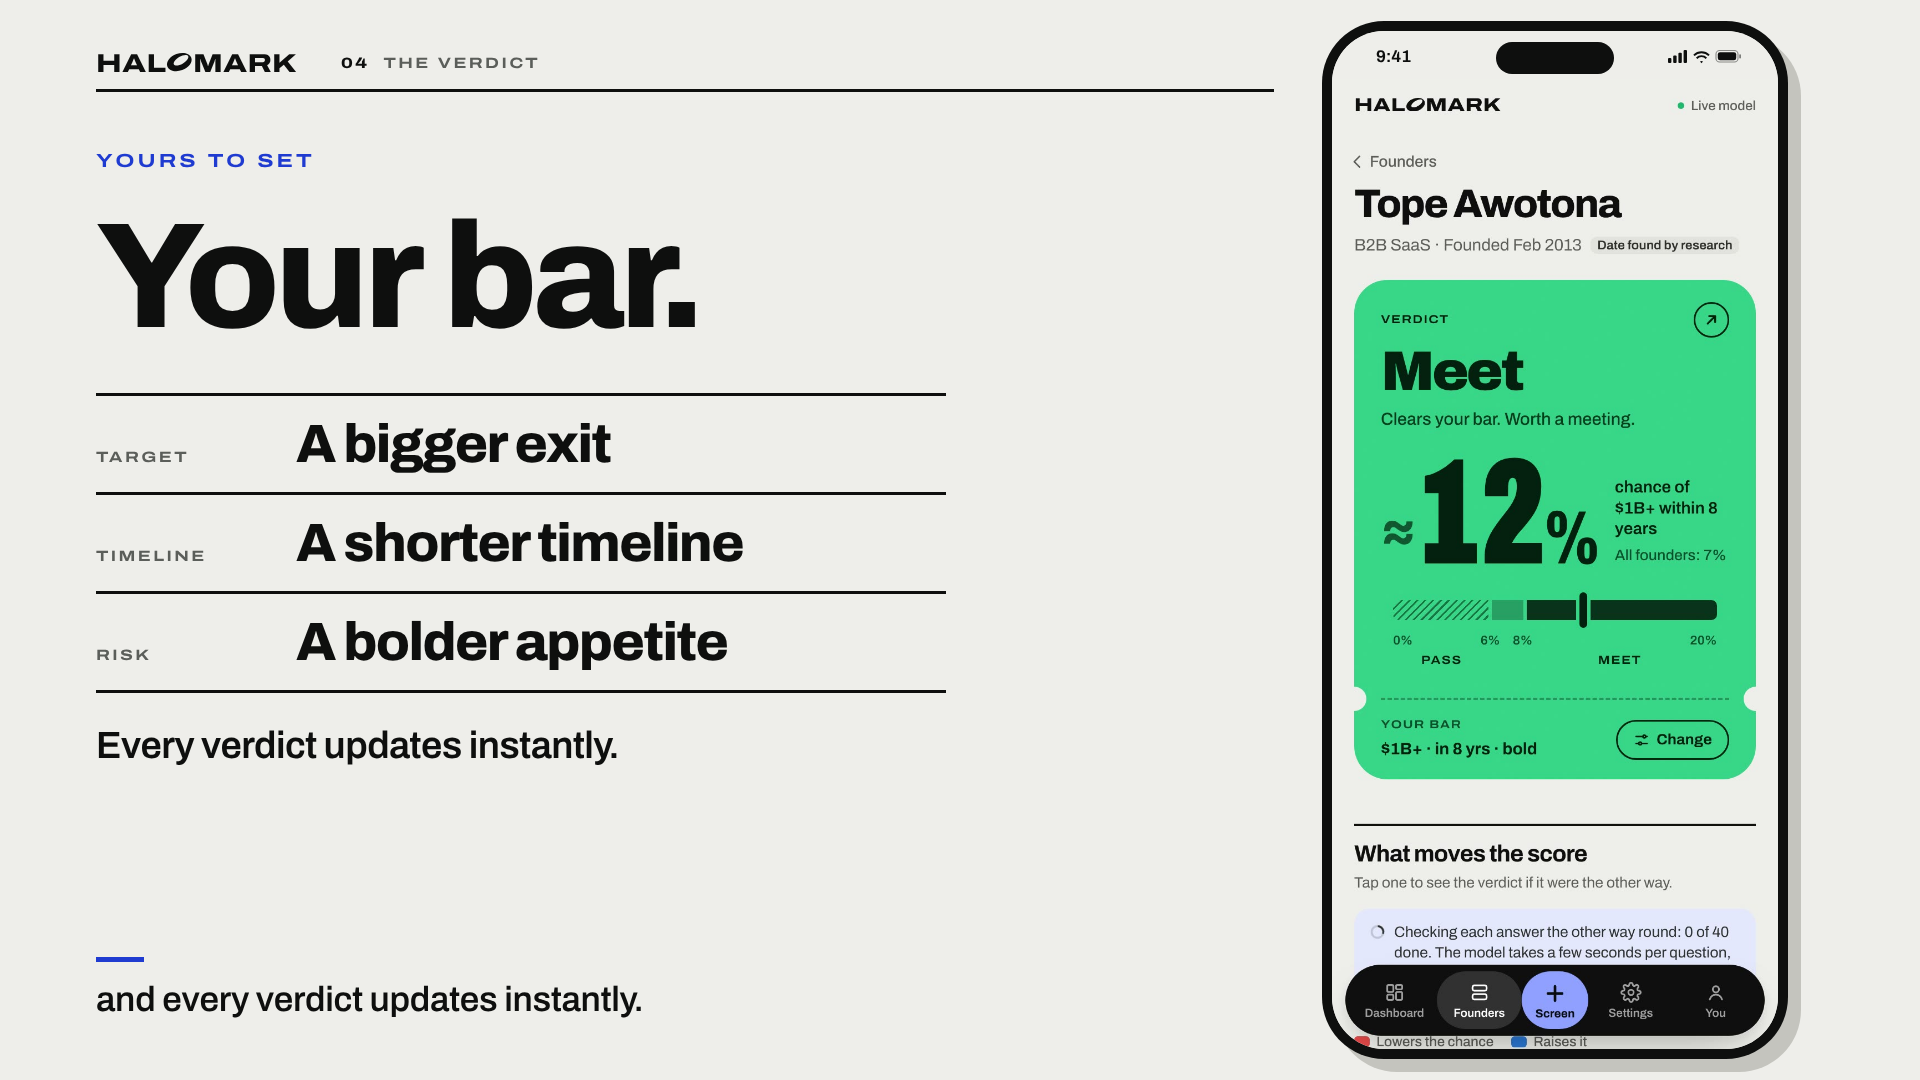 HALOMARK 04 THE VERDICT
YOURS TO SET
Your bar.
TARGET A bigger exit
TIMELINE A shorter timeline
RISK A bolder appetite
Every verdict updates instantly.
and every verdict updates instantly.
9:41
HALOMARK Live model
Founders
Tope Awotona
B2B SaaS · Founded Feb 2013 Date found by research
VERDICT
Meet
Clears your bar. Worth a meeting.
≈12%
chance of
$1B+ within 8
years
All founders: 7%
0% 6% 8% 20%
PASS MEET
YOUR BAR
$1B+ · in 8 yrs · bold
Change
What moves the score
Tap one to see the verdict if it were the other way.
Checking each answer the other way round: 0 of 40
done. The model takes a few seconds per question,
Dashboard Founders Screen Settings You
Lowers the chance Raises it